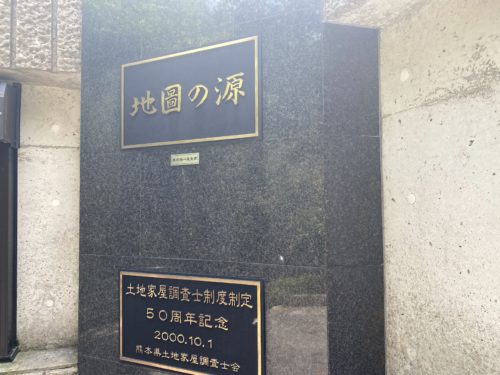 地圖の源
土地家屋調査士制度制定
50周年記念
2000.10.1
熊本県土地家屋調査士会